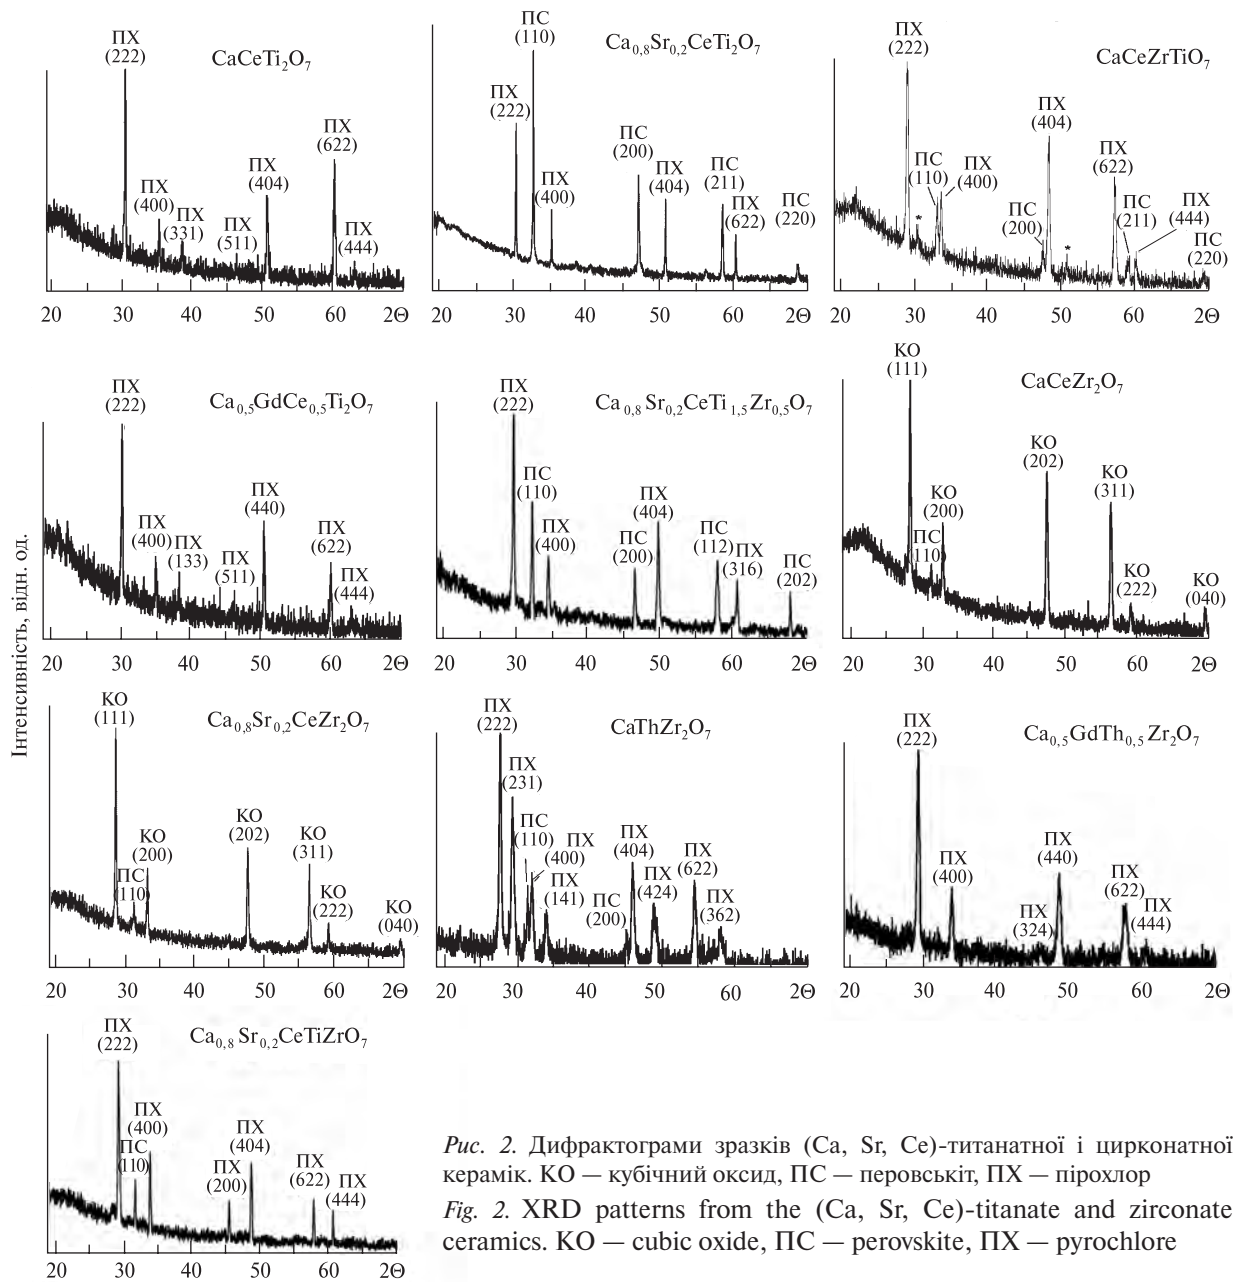 Інтенсивність, відн. од.
CaCeTi₂O₇
ПХ
(222)
ПХ
(400)
ПХ
(331)
ПХ
(511)
ПХ
(404)
ПХ
(622)
ПХ
(444)
20 30 40 50 60 2Θ
Ca₀,₈Sr₀,₂CeTi₂O₇
ПХ
(222)
ПС
(110)
ПХ
(400)
ПС
(200)
ПХ
(404)
ПС
(211)
ПХ
(622)
ПС
(220)
20 30 40 50 60 2Θ
CaCeZrTiO₇
ПХ
(222)
*
ПС
(110)
ПХ
(400)
ПС
(200)
ПХ
(404)
*
ПХ
(622)
ПС
(211)
ПХ
(444)
ПС
(220)
20 30 40 50 60 2Θ
Ca₀,₅GdCe₀,₅Ti₂O₇
ПХ
(222)
ПХ
(400)
ПХ
(133)
ПХ
(511)
ПХ
(440)
ПХ
(622)
ПХ
(444)
20 30 40 50 60 2Θ
Ca₀,₈Sr₀,₂CeTi₁,₅Zr₀,₅O₇
ПХ
(222)
ПС
(110)
ПХ
(400)
ПС
(200)
ПХ
(404)
ПС
(112)
ПХ
(316)
ПС
(202)
20 30 40 50 60 2Θ
CaCeZr₂O₇
КО
(111)
ПС
(110)
КО
(200)
КО
(202)
КО
(311)
КО
(222)
КО
(040)
20 30 40 50 60 2Θ
Ca₀,₈Sr₀,₂CeZr₂O₇
КО
(111)
ПС
(110)
КО
(200)
КО
(202)
КО
(311)
КО
(222)
КО
(040)
20 30 40 50 60 2Θ
CaThZr₂O₇
ПХ
(222)
ПХ
(231)
ПС
(110)
ПХ
(400)
ПХ
(141)
ПС
(200)
ПХ
(404)
ПХ
(424)
ПХ
(622)
ПХ
(362)
20 30 40 50 60 2Θ
Ca₀,₅GdTh₀,₅Zr₂O₇
ПХ
(222)
ПХ
(400)
ПХ
(324)
ПХ
(440)
ПХ
(622)
ПХ
(444)
20 30 40 50 60 2Θ
Ca₀,₈Sr₀,₂CeTiZrO₇
ПХ
(222)
ПС
(110)
ПХ
(400)
ПХ
(200)
ПХ
(404)
ПХ
(622)
ПХ
(444)
20 30 40 50 60 2Θ
Рис. 2. Дифрактограми зразків (Ca, Sr, Ce)-титанатної і цирконатної
керамік. КО — кубічний оксид, ПС — перовськіт, ПХ — пірохлор
Fig. 2. XRD patterns from the (Ca, Sr, Ce)-titanate and zirconate
ceramics. КО — cubic oxide, ПС — perovskite, ПХ — pyrochlore